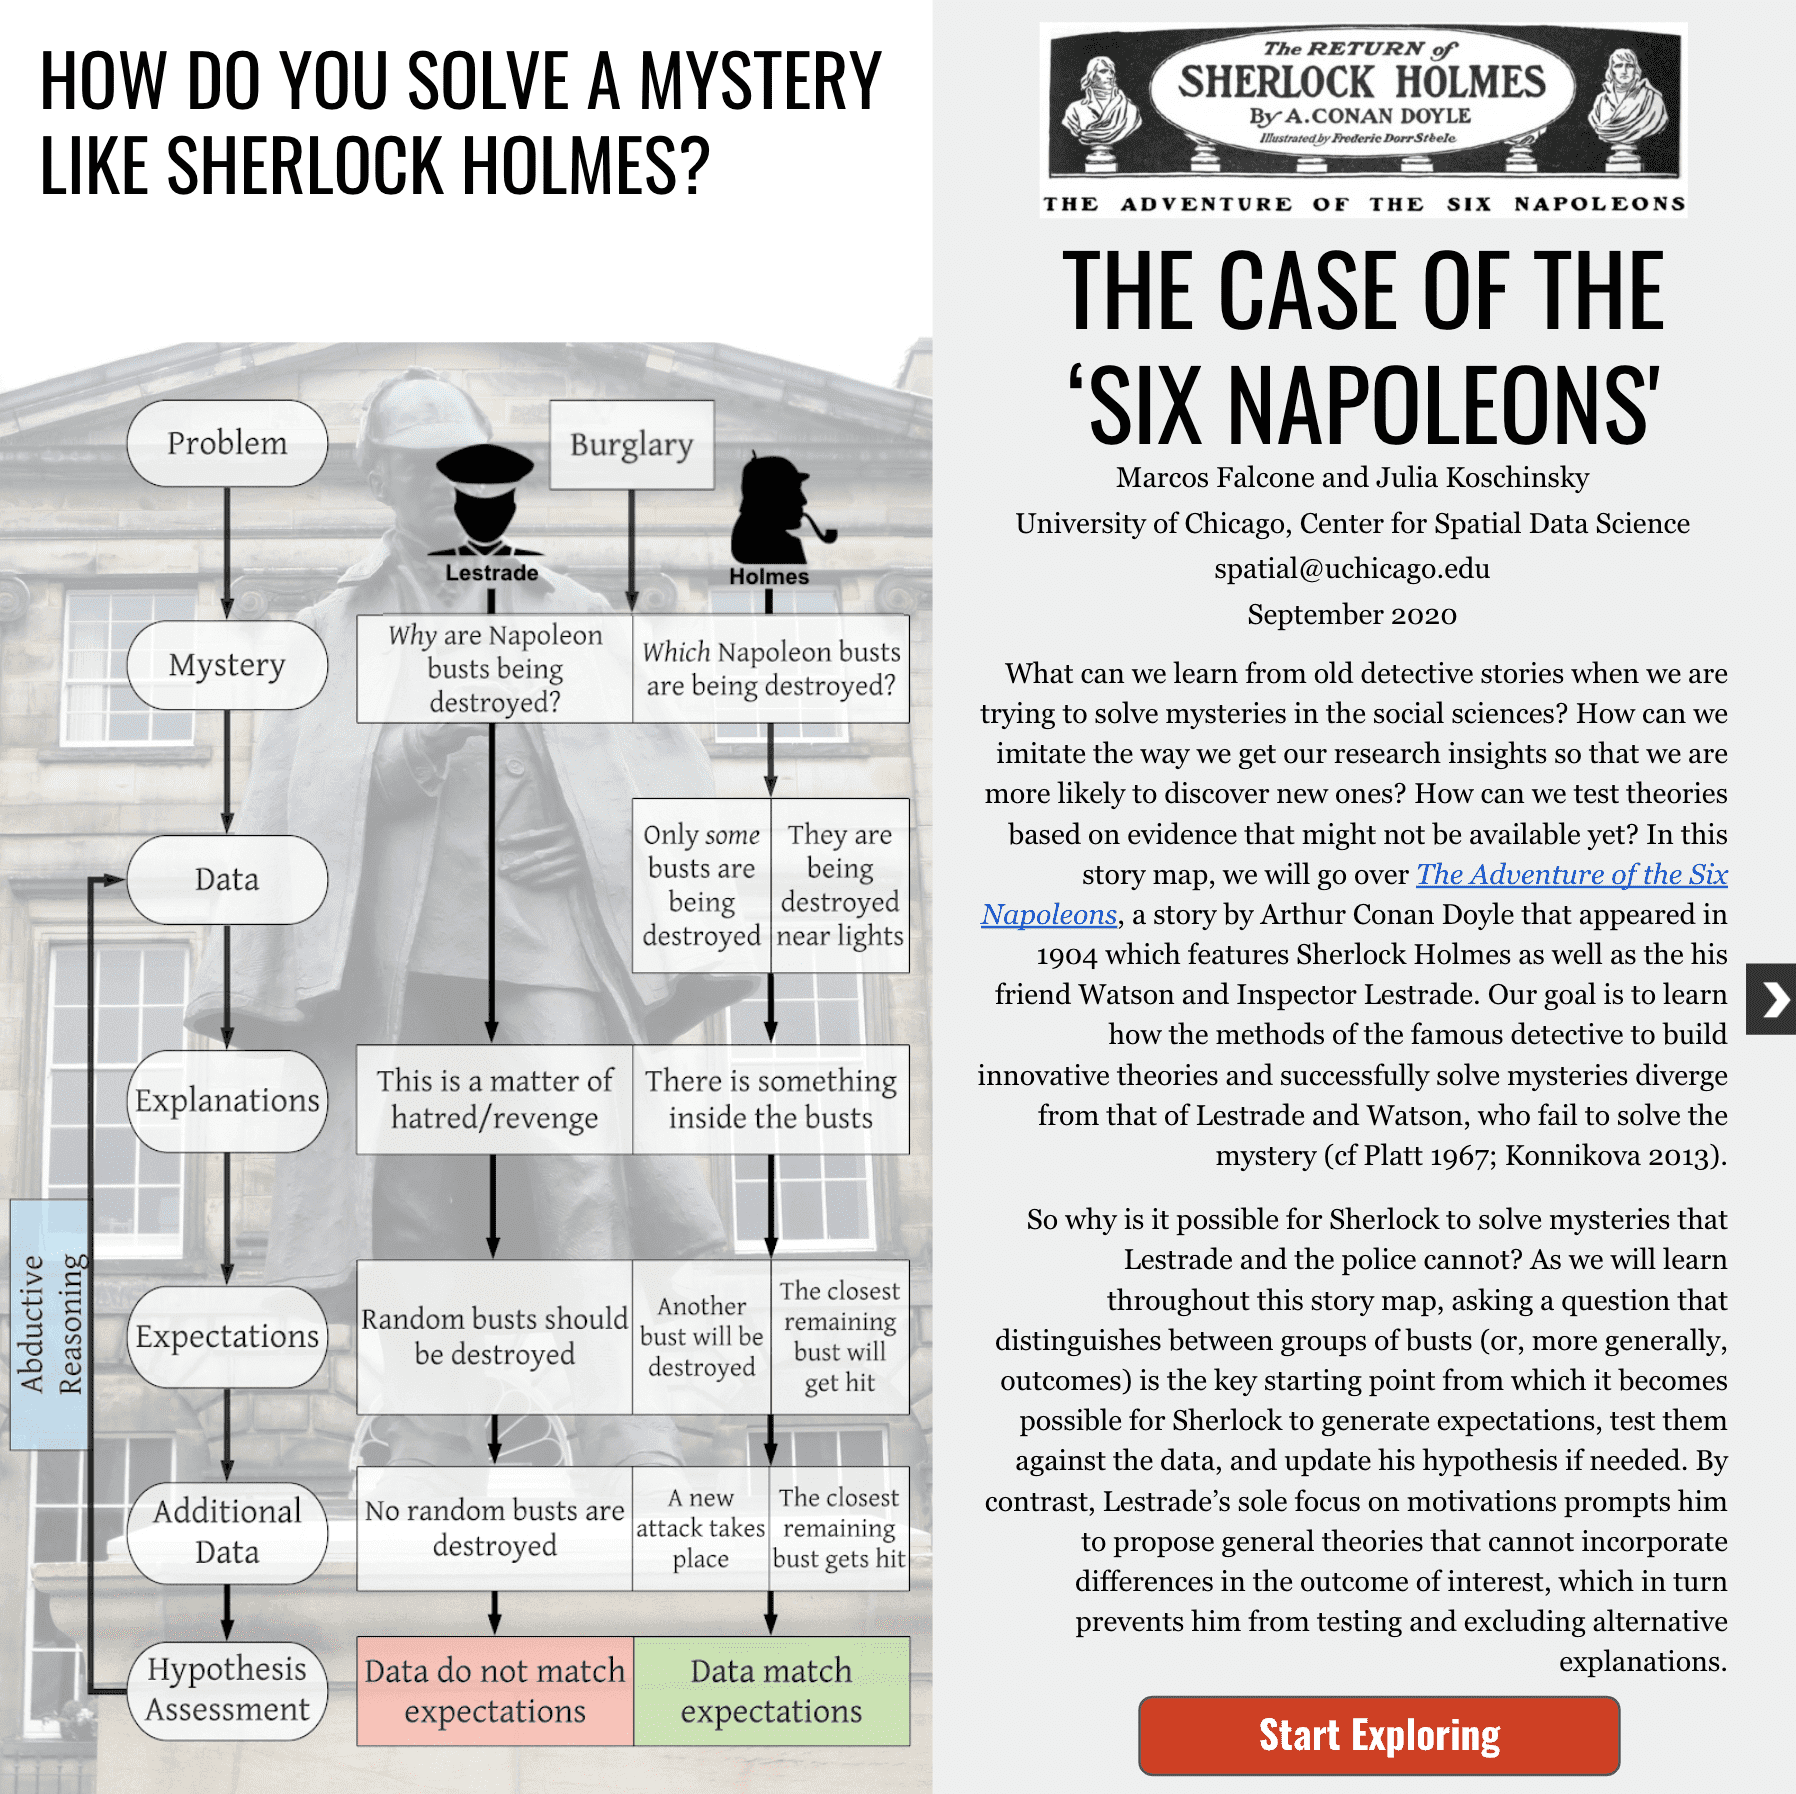 HOW DO YOU SOLVE A MYSTERY
LIKE SHERLOCK HOLMES?
Problem
Burglary
Lestrade
Holmes
Mystery
Why are Napoleon
busts being
destroyed?
Which Napoleon busts
are being destroyed?
Data
Only some
busts are
being
destroyed
They are
being
destroyed
near lights
Explanations
This is a matter of
hatred/revenge
There is something
inside the busts
Abductive
Reasoning
Expectations
Random busts should
be destroyed
Another
bust will be
destroyed
The closest
remaining
bust will
get hit
Additional
Data
No random busts are
destroyed
A new
attack takes
place
The closest
remaining
bust gets hit
Hypothesis
Assessment
Data do not match
expectations
Data match
expectations
The RETURN of
SHERLOCK HOLMES
By A. CONAN DOYLE
Illustrated by Frederic Dorr Steele
THE ADVENTURE OF THE SIX NAPOLEONS
THE CASE OF THE
‘SIX NAPOLEONS'
Marcos Falcone and Julia Koschinsky
University of Chicago, Center for Spatial Data Science
spatial@uchicago.edu
September 2020
What can we learn from old detective stories when we are
trying to solve mysteries in the social sciences? How can we
imitate the way we get our research insights so that we are
more likely to discover new ones? How can we test theories
based on evidence that might not be available yet? In this
story map, we will go over The Adventure of the Six
Napoleons, a story by Arthur Conan Doyle that appeared in
1904 which features Sherlock Holmes as well as the his
friend Watson and Inspector Lestrade. Our goal is to learn
how the methods of the famous detective to build
innovative theories and successfully solve mysteries diverge
from that of Lestrade and Watson, who fail to solve the
mystery (cf Platt 1967; Konnikova 2013).
So why is it possible for Sherlock to solve mysteries that
Lestrade and the police cannot? As we will learn
throughout this story map, asking a question that
distinguishes between groups of busts (or, more generally,
outcomes) is the key starting point from which it becomes
possible for Sherlock to generate expectations, test them
against the data, and update his hypothesis if needed. By
contrast, Lestrade’s sole focus on motivations prompts him
to propose general theories that cannot incorporate
differences in the outcome of interest, which in turn
prevents him from testing and excluding alternative
explanations.
Start Exploring